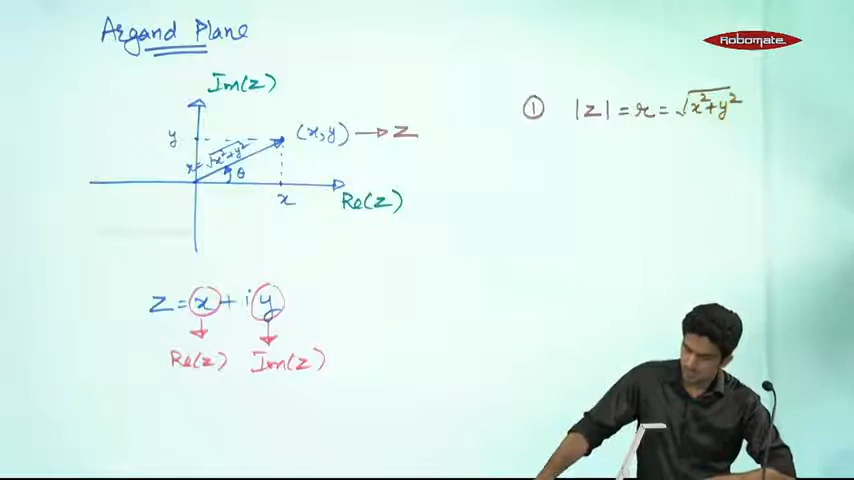 Argand Plane
Robomate
Im(z)
y
(x,y) → Z
r=√x²+y²
θ
x
Re(z)
① |Z| = r = √x²+y²
Z = x + iy
Re(z) Im(z)